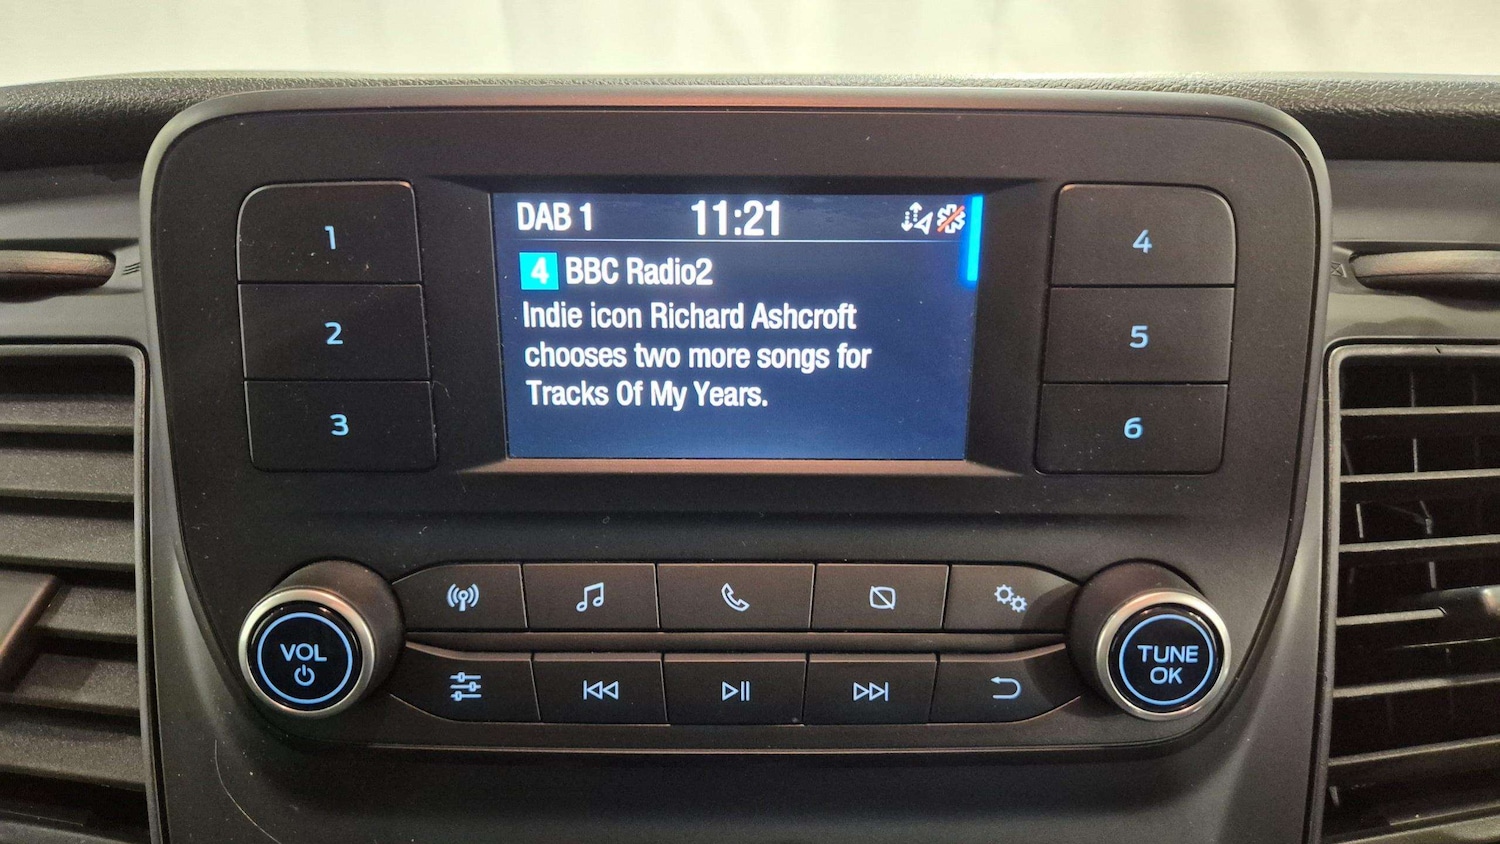 DAB 1 11:21
4 BBC Radio2
Indie icon Richard Ashcroft
chooses two more songs for
Tracks Of My Years.
1
2
3
4
5
6
VOL
TUNE
OK